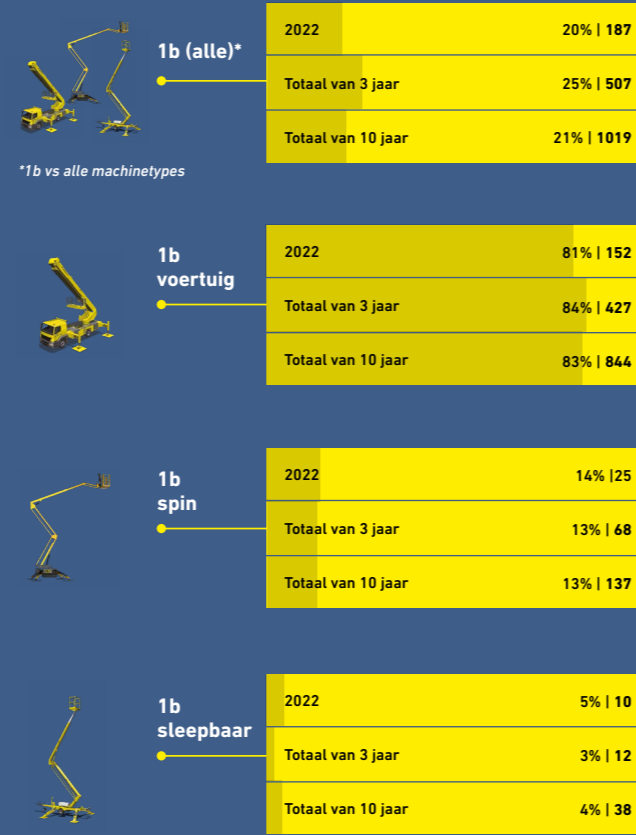 1b (alle)*
2022 20% | 187
Totaal van 3 jaar 25% | 507
Totaal van 10 jaar 21% | 1019
*1b vs alle machinetypes
1b
voertuig
2022 81% | 152
Totaal van 3 jaar 84% | 427
Totaal van 10 jaar 83% | 844
1b
spin
2022 14% |25
Totaal van 3 jaar 13% | 68
Totaal van 10 jaar 13% | 137
1b
sleepbaar
2022 5% | 10
Totaal van 3 jaar 3% | 12
Totaal van 10 jaar 4% | 38